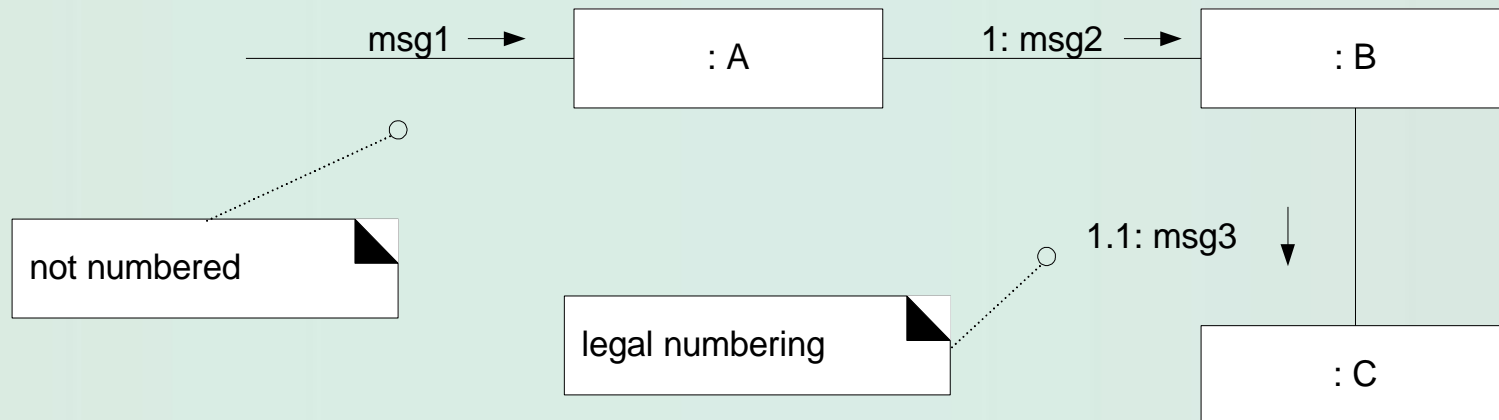 msg1
: A
1: msg2
: B
not numbered
1.1: msg3
legal numbering
: C